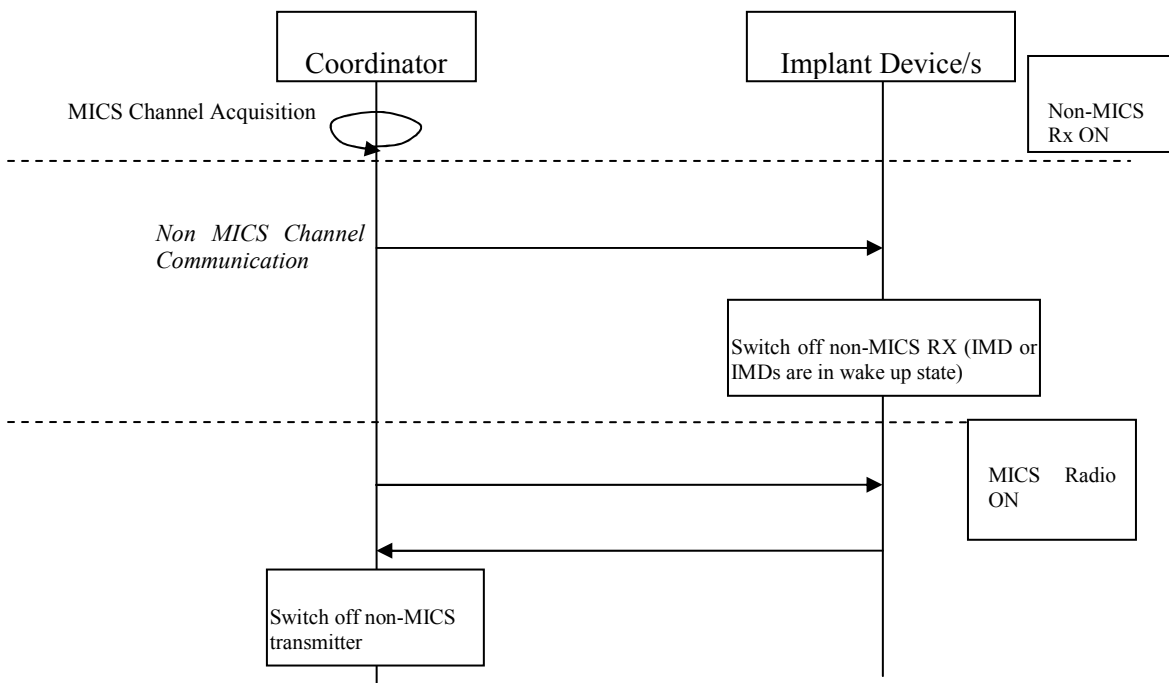 Coordinator
Implant Device/s
MICS Channel Acquisition
Non-MICS
Rx ON
Non MICS Channel
Communication
Switch off non-MICS RX (IMD or
IMDs are in wake up state)
MICS Radio
ON
Switch off non-MICS
transmitter